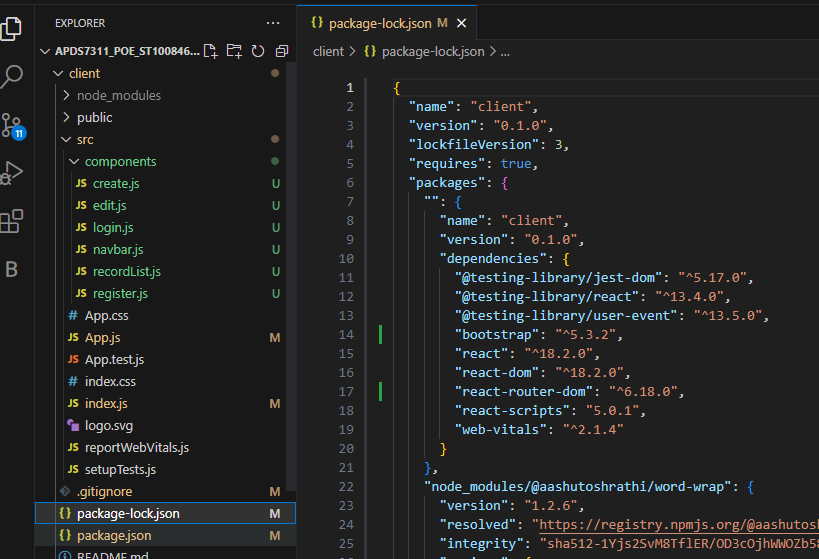 EXPLORER
APDS7311_POE_ST100846...
client
node_modules
public
src
components
JS create.js U
JS edit.js U
JS login.js U
JS navbar.js U
JS recordList.js U
JS register.js U
# App.css
JS App.js M
JS App.test.js
# index.css
JS index.js M
logo.svg
JS reportWebVitals.js
JS setupTests.js
.gitignore M
{} package-lock.json M
{} package.json M
README.md
11
B
{} package-lock.json M
client > {} package-lock.json > ...
1 {
2 "name": "client",
3 "version": "0.1.0",
4 "lockfileVersion": 3,
5 "requires": true,
6 "packages": {
7 "": {
8 "name": "client",
9 "version": "0.1.0",
10 "dependencies": {
11 "@testing-library/jest-dom": "^5.17.0",
12 "@testing-library/react": "^13.4.0",
13 "@testing-library/user-event": "^13.5.0",
14 "bootstrap": "^5.3.2",
15 "react": "^18.2.0",
16 "react-dom": "^18.2.0",
17 "react-router-dom": "^6.18.0",
18 "react-scripts": "5.0.1",
19 "web-vitals": "^2.1.4"
20 }
21 },
22 "node_modules/@aashutoshrathi/word-wrap": {
23 "version": "1.2.6",
24 "resolved": "https://registry.npmjs.org/@aashutos
25 "integrity": "sha512-1Yjs2SvM8TflER/OD3cOjhWWOZb58